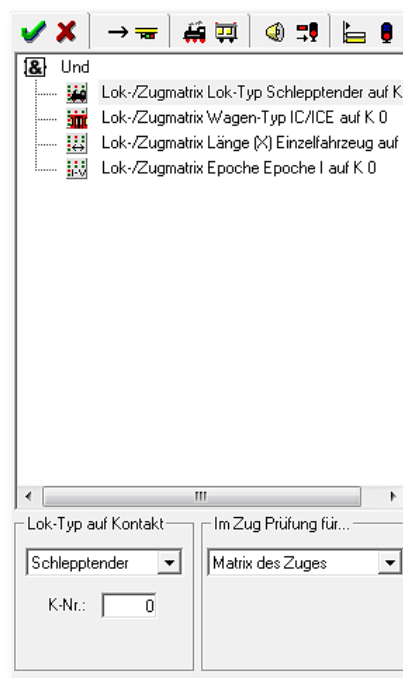 & Und
Lok-/Zugmatrix Lok-Typ Schlepptender auf K
Lok-/Zugmatrix Wagen-Typ IC/ICE auf K 0
Lok-/Zugmatrix Länge (X) Einzelfahrzeug auf
I-V Lok-/Zugmatrix Epoche Epoche I auf K 0
Lok-Typ auf Kontakt
Schlepptender
K-Nr.: 0
Im Zug Prüfung für...
Matrix des Zuges